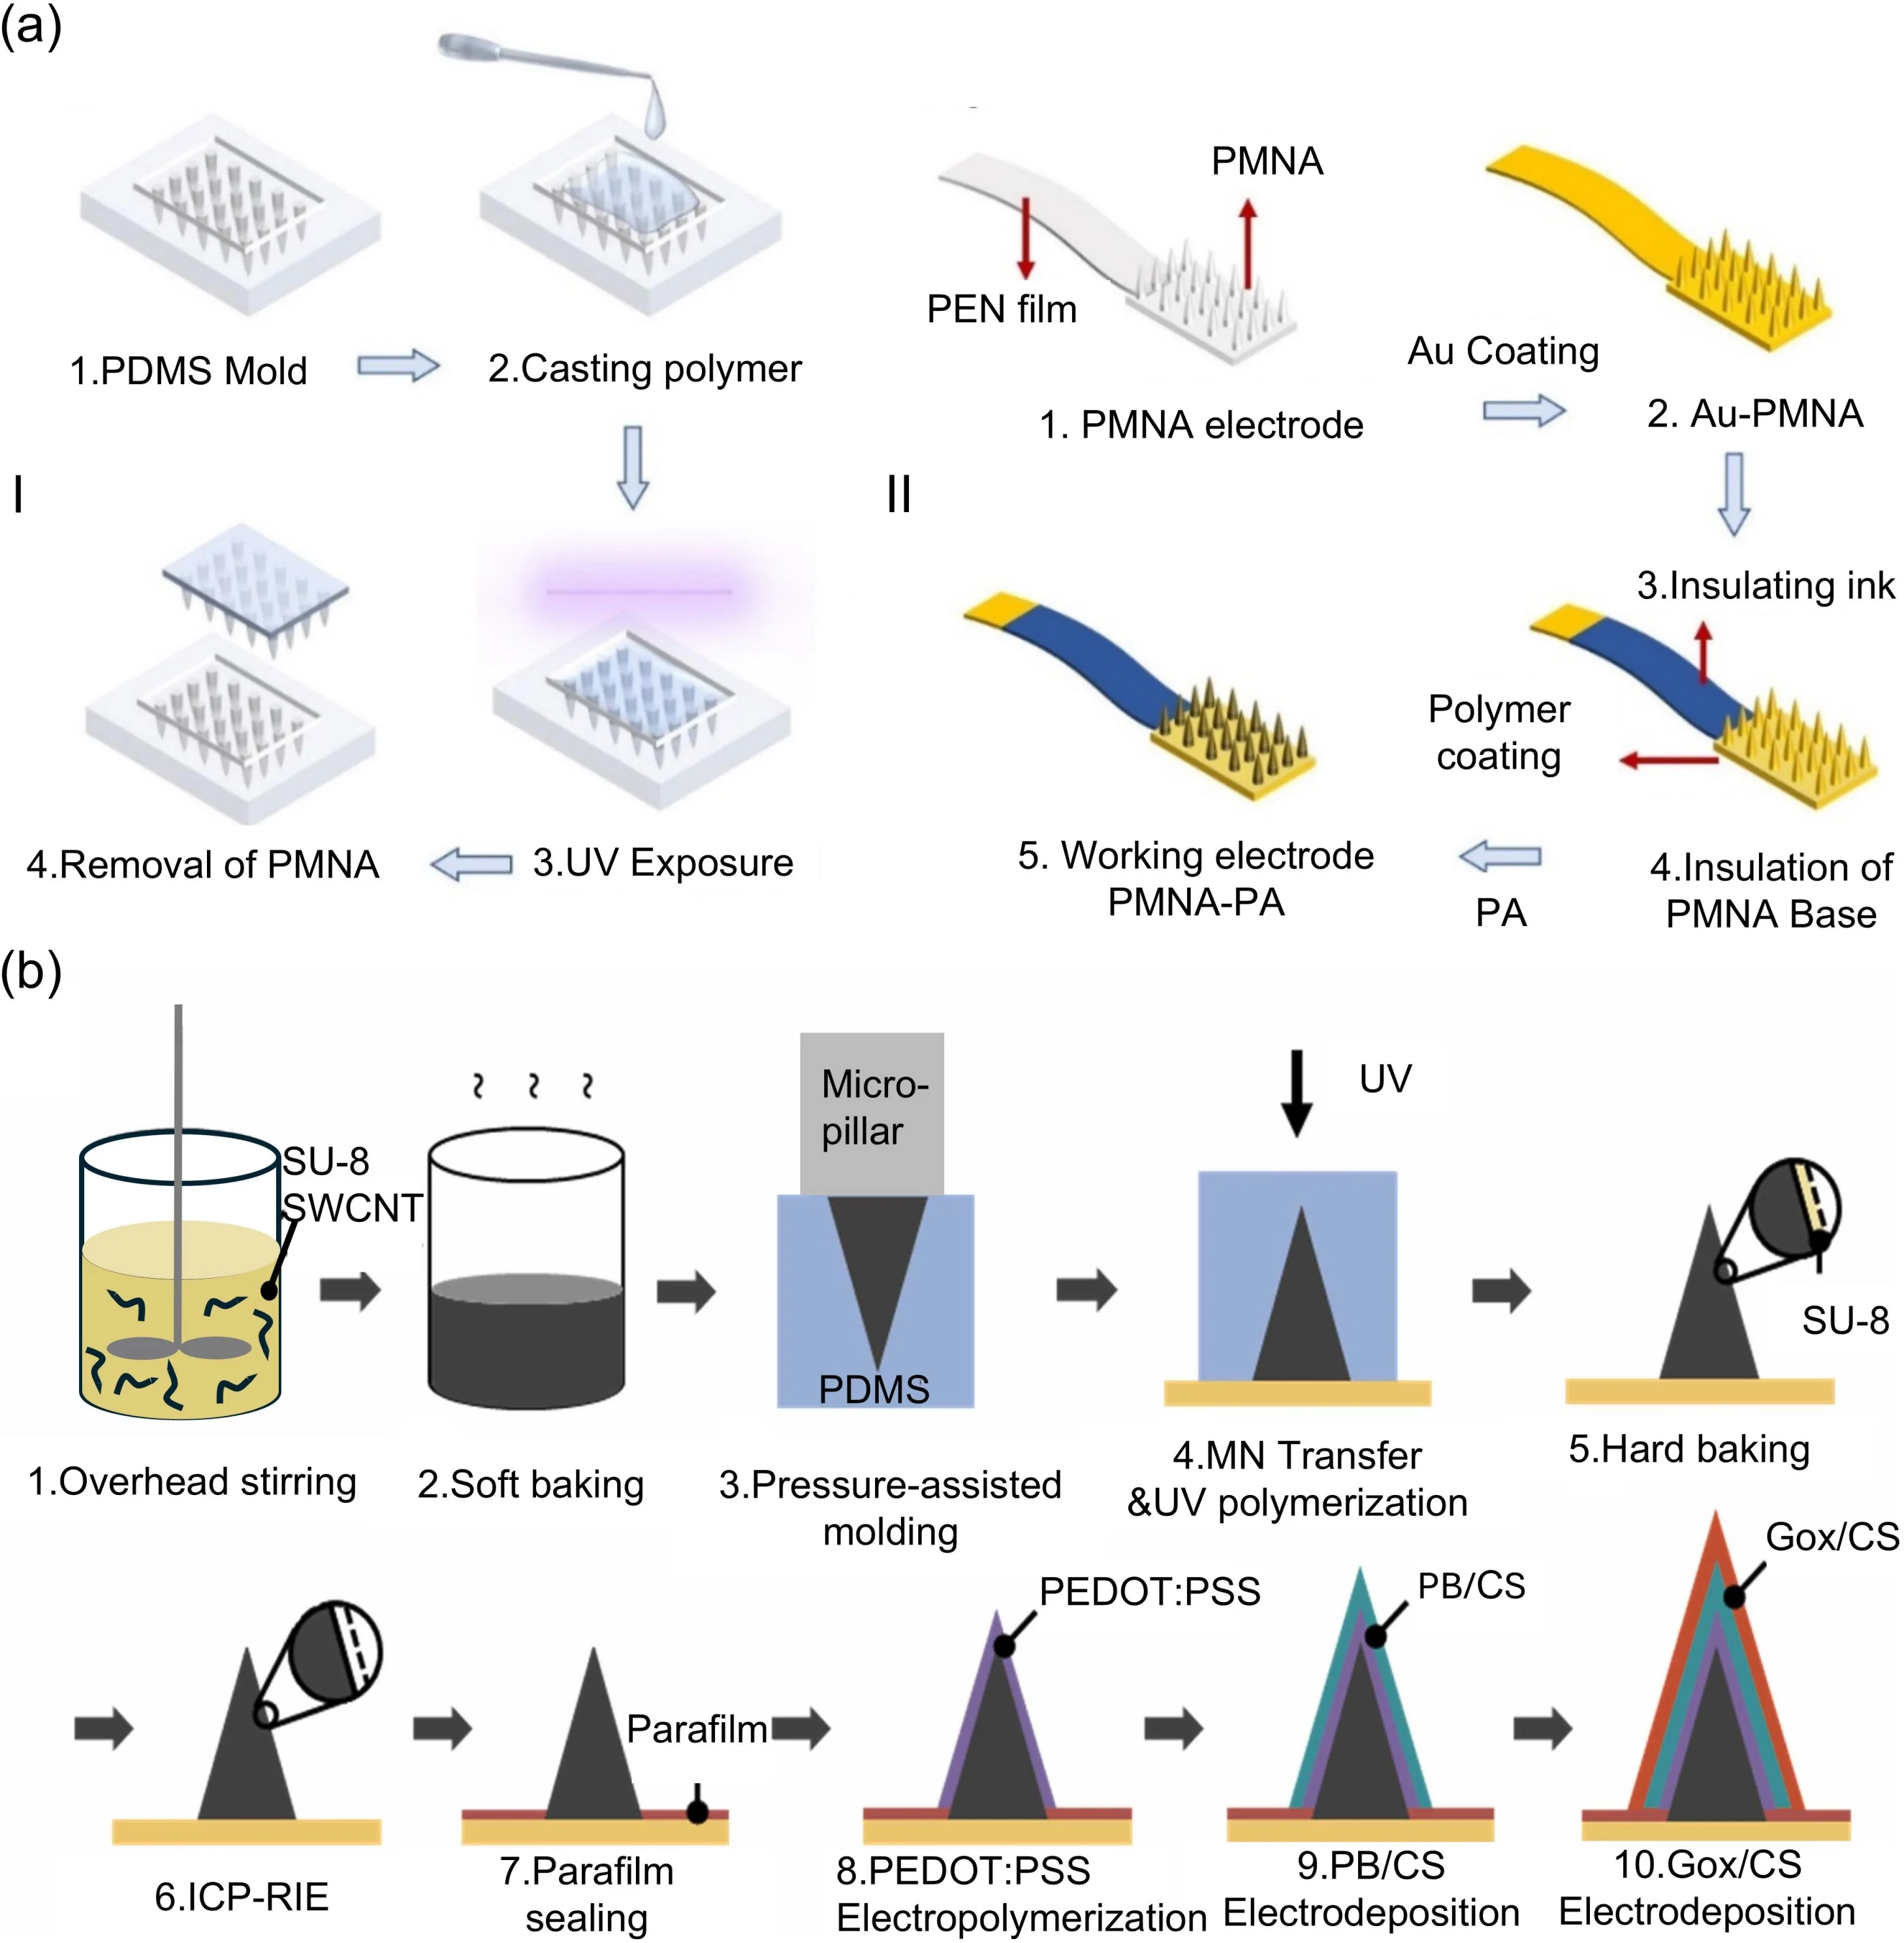 (a)
1.PDMS Mold
2.Casting polymer
I
4.Removal of PMNA
3.UV Exposure
PMNA
PEN film
Au Coating
1. PMNA electrode
2. Au-PMNA
II
3.Insulating ink
Polymer
coating
5. Working electrode
PMNA-PA
PA
4.Insulation of
PMNA Base
(b)
SU-8
SWCNT
Micro-
pillar
PDMS
UV
SU-8
1.Overhead stirring
2.Soft baking
3.Pressure-assisted
molding
4.MN Transfer
&UV polymerization
5.Hard baking
Parafilm
PEDOT:PSS
PB/CS
Gox/CS
6.ICP-RIE
7.Parafilm
sealing
8.PEDOT:PSS
Electropolymerization
9.PB/CS
Electrodeposition
10.Gox/CS
Electrodeposition